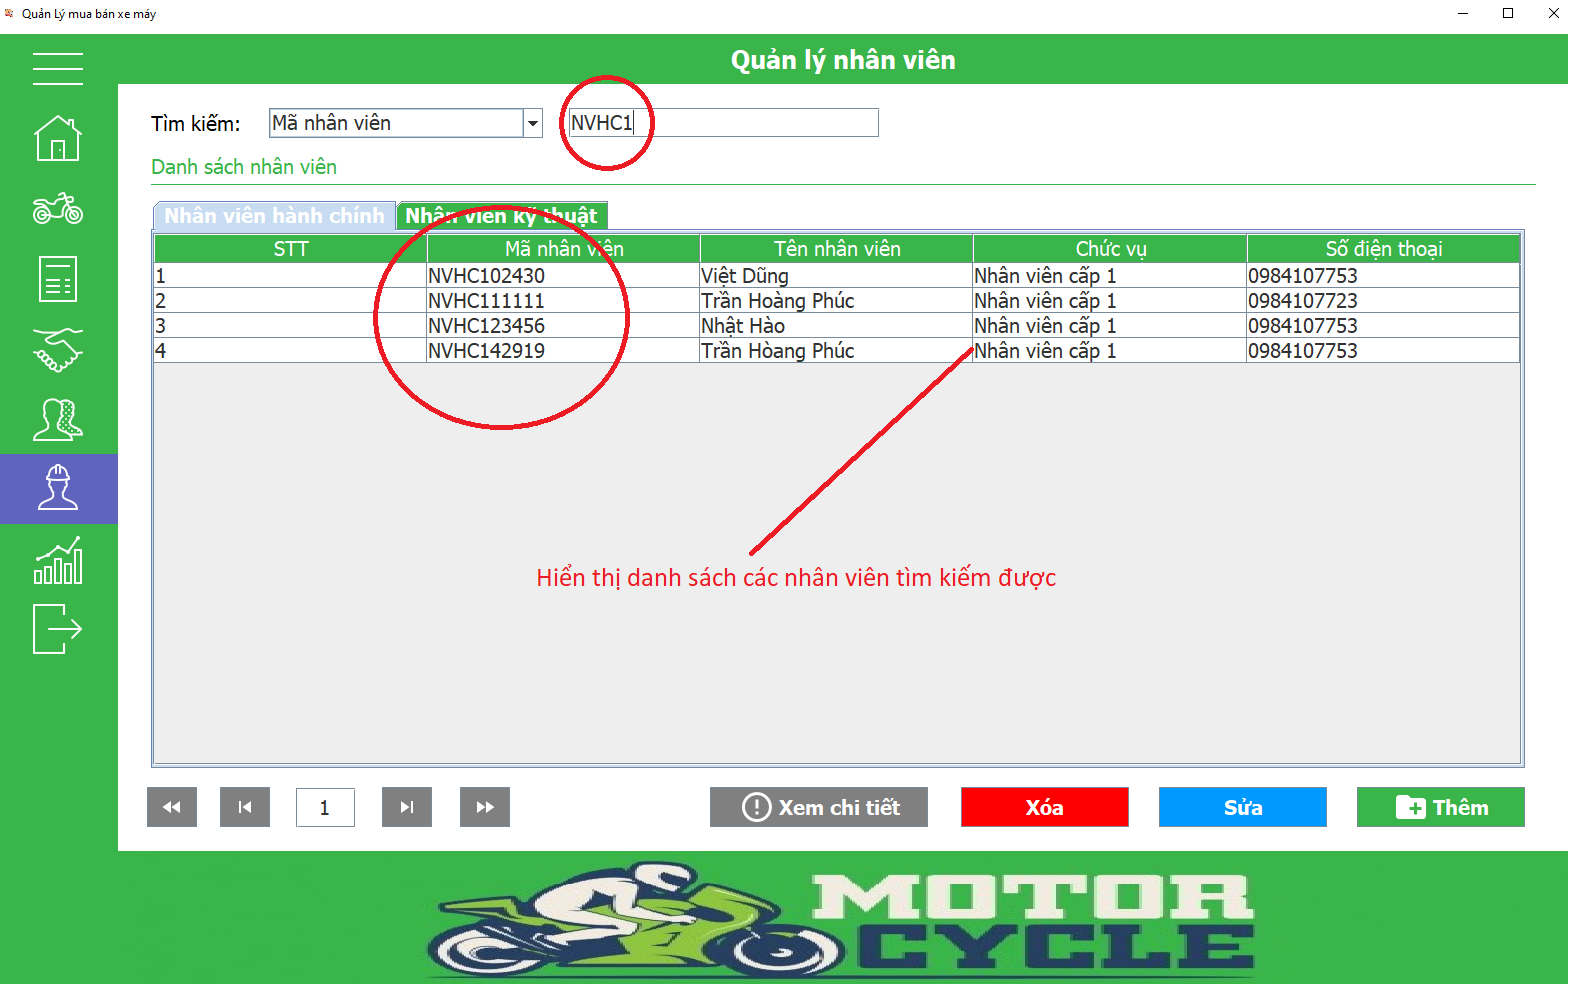 Quản Lý mua bán xe máy
Quản lý nhân viên
Tìm kiếm: Mã nhân viên NVHC1
Danh sách nhân viên
Nhân viên hành chính Nhân viên kỹ thuật
STT Mã nhân viên Tên nhân viên Chức vụ Số điện thoại
1 NVHC102430 Việt Dũng Nhân viên cấp 1 0984107753
2 NVHC111111 Trần Hoàng Phúc Nhân viên cấp 1 0984107723
3 NVHC123456 Nhật Hào Nhân viên cấp 1 0984107753
4 NVHC142919 Trần Hòang Phúc Nhân viên cấp 1 0984107753
Hiển thị danh sách các nhân viên tìm kiếm được
1 Xem chi tiết Xóa Sửa Thêm
MOTOR
CYCLE